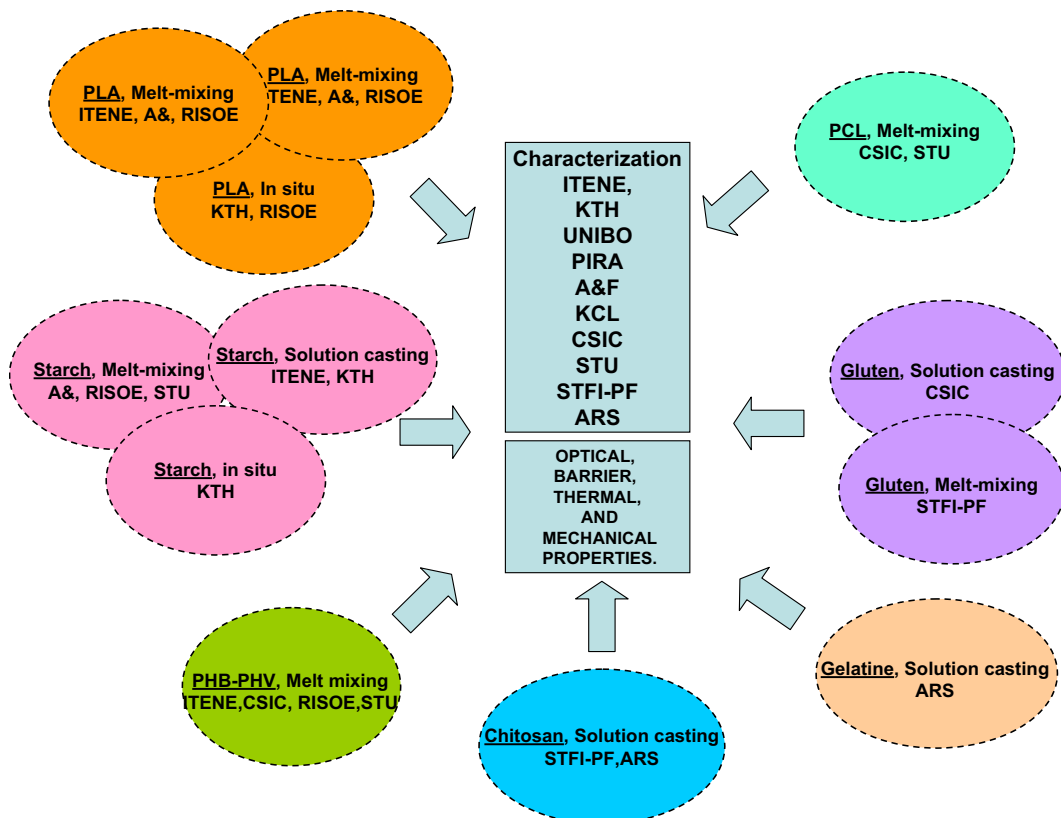 PLA, Melt-mixing
ITENE, A&, RISOE
PLA, Melt-mixing
TENE, A&, RISOE
PLA, In situ
KTH, RISOE
Characterization
ITENE,
KTH
UNIBO
PIRA
A&F
KCL
CSIC
STU
STFI-PF
ARS
OPTICAL,
BARRIER,
THERMAL,
AND
MECHANICAL
PROPERTIES.
PCL, Melt-mixing
CSIC, STU
Starch, Melt-mixing
A&, RISOE, STU
Starch, Solution casting
ITENE, KTH
Starch, in situ
KTH
Gluten, Solution casting
CSIC
Gluten, Melt-mixing
STFI-PF
PHB-PHV, Melt mixing
ITENE,CSIC, RISOE,STU
Chitosan, Solution casting
STFI-PF,ARS
Gelatine, Solution casting
ARS